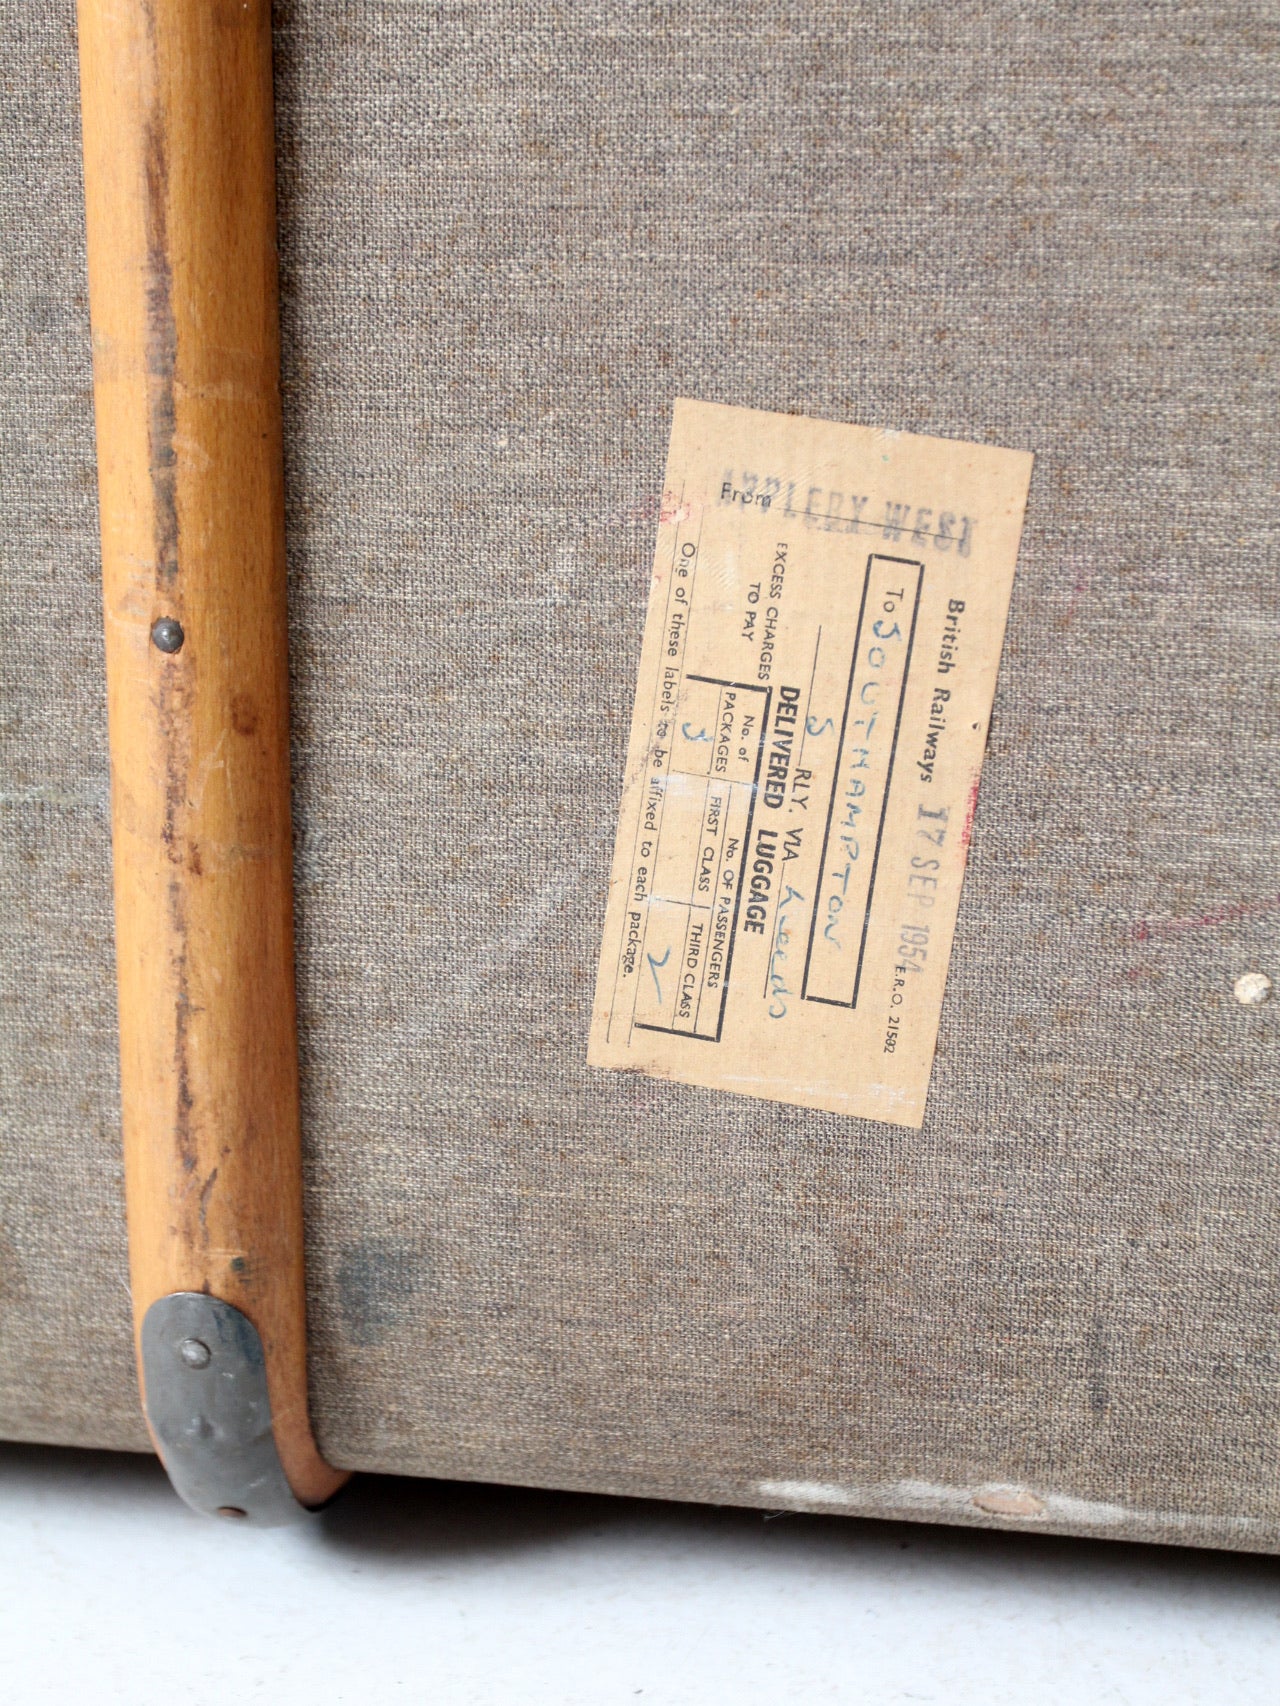 British Railways 17 SEP 1954
E.R.O. 21502
From APPLEBY WEST
To SOUTHAMPTON
S RLY. VIA Leeds
DELIVERED LUGGAGE
EXCESS CHARGES
TO PAY
No. of
PACKAGES
No. OF PASSENGERS
FIRST CLASS
THIRD CLASS
3
2
One of these labels to be affixed to each package.